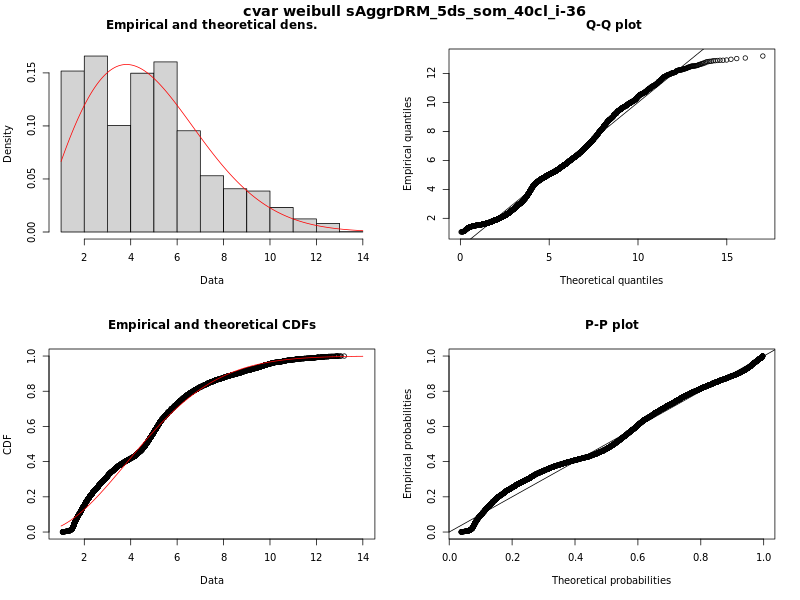 cvar weibull sAggrDRM_5ds_som_40cl_i-36
Empirical and theoretical dens.
Density
0.00 0.05 0.10 0.15
2 4 6 8 10 12 14
Data
Q-Q plot
Empirical quantiles
2 4 6 8 10 12
0 5 10 15
Theoretical quantiles
Empirical and theoretical CDFs
CDF
0.0 0.2 0.4 0.6 0.8 1.0
2 4 6 8 10 12 14
Data
P-P plot
Empirical probabilities
0.0 0.2 0.4 0.6 0.8 1.0
0.0 0.2 0.4 0.6 0.8 1.0
Theoretical probabilities